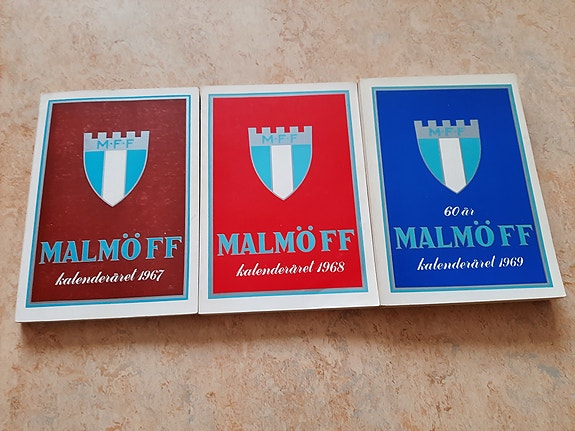 M·F·F
MALMÖ FF
kalenderåret 1967
M·F·F
MALMÖ FF
kalenderåret 1968
M·F·F
60 år
MALMÖ FF
kalenderåret 1969